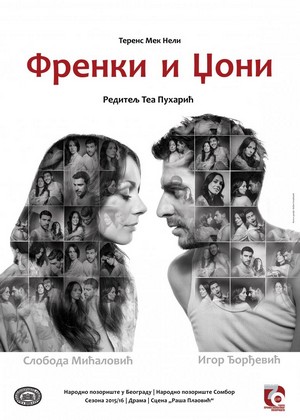 Теренс Мек Нели
Френки и Џони
Редитељ Теа Пухарић
Слобода Мићаловић
Игор Ђорђевић
Народно позориште у Београду | Народно позориште Сомбор
Сезона 2015/16 | Драма | Сцена „Раша Плаовић“